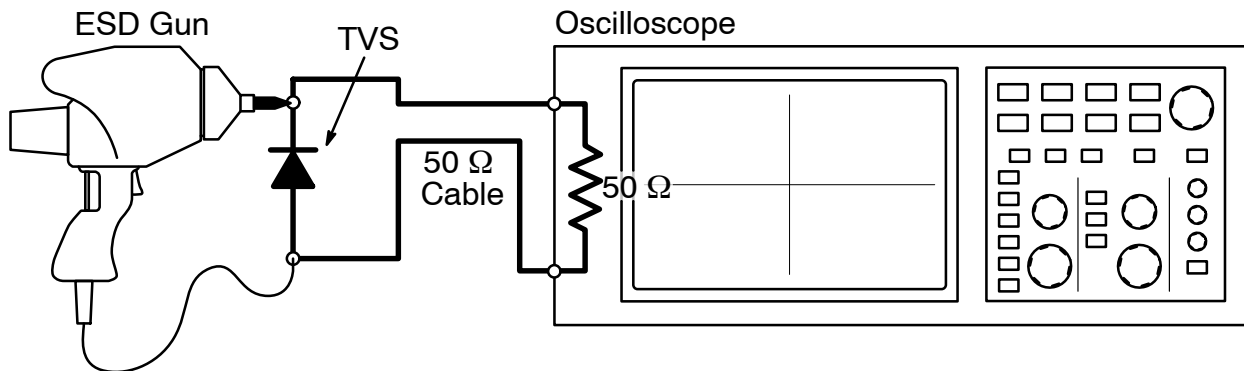 ESD Gun
TVS
Oscilloscope
50 Ω
Cable
50 Ω